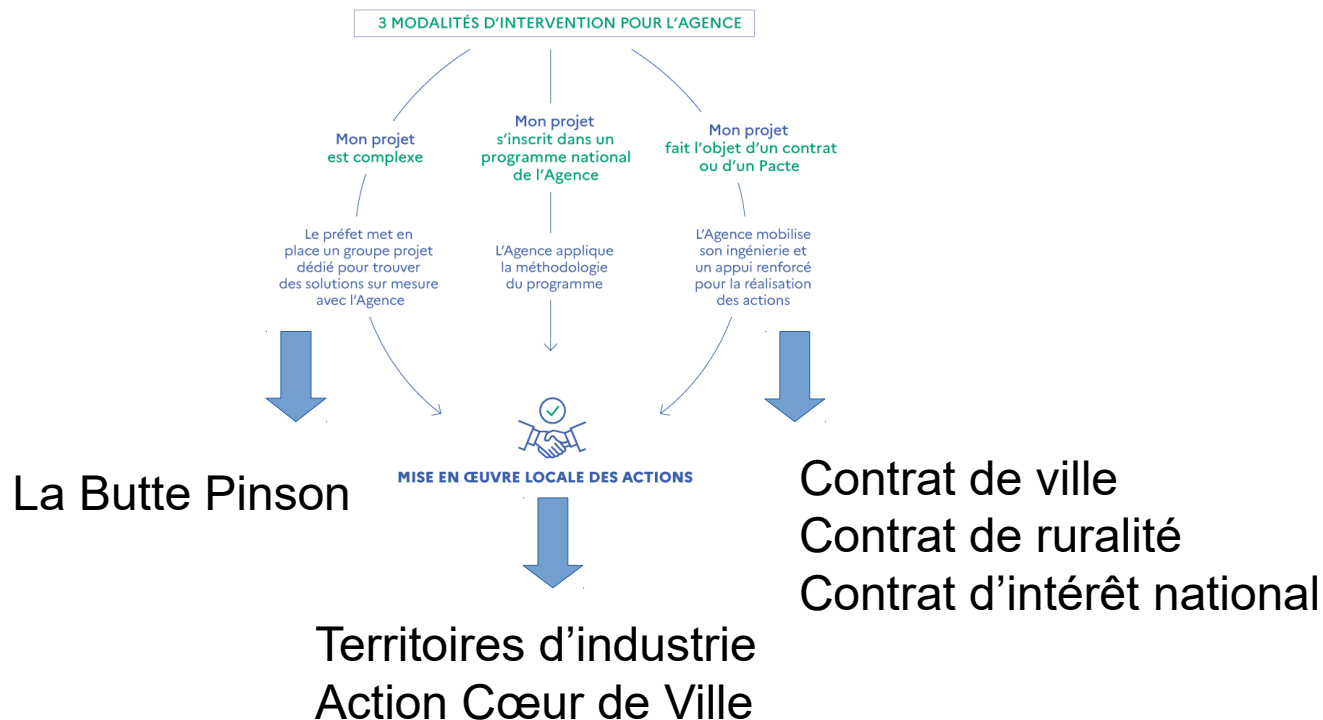 3 MODALITÉS D’INTERVENTION POUR L’AGENCE
Mon projet
est complexe
Mon projet
s’inscrit dans un
programme national
de l’Agence
Mon projet
fait l’objet d’un contrat
ou d’un Pacte
Le préfet met en
place un groupe projet
dédié pour trouver
des solutions sur mesure
avec l’Agence
L’Agence applique
la méthodologie
du programme
L’Agence mobilise
son ingénierie et
un appui renforcé
pour la réalisation
des actions
MISE EN ŒUVRE LOCALE DES ACTIONS
La Butte Pinson
Territoires d’industrie
Action Cœur de Ville
Contrat de ville
Contrat de ruralité
Contrat d’intérêt national